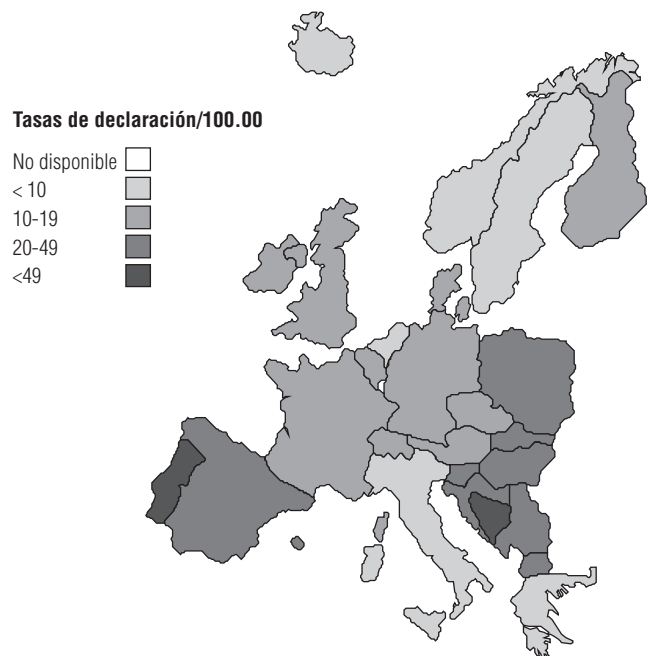 Tasas de declaración/100.00
No disponible
< 10
10-19
20-49
<49